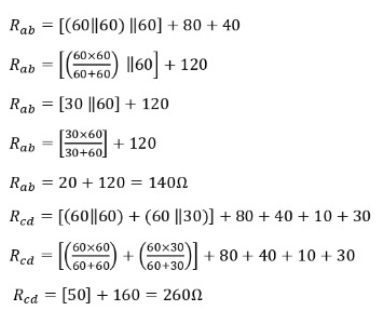 R_ab = [(60‖60) ‖60] + 80 + 40
R_ab = [(60×60/60+60) ‖60] + 120
R_ab = [30 ‖60] + 120
R_ab = [30×60/30+60] + 120
R_ab = 20 + 120 = 140Ω
R_cd = [(60‖60) + (60 ‖30)] + 80 + 40 + 10 + 30
R_cd = [(60×60/60+60) + (60×30/60+30)] + 80 + 40 + 10 + 30
R_cd = [50] + 160 = 260Ω